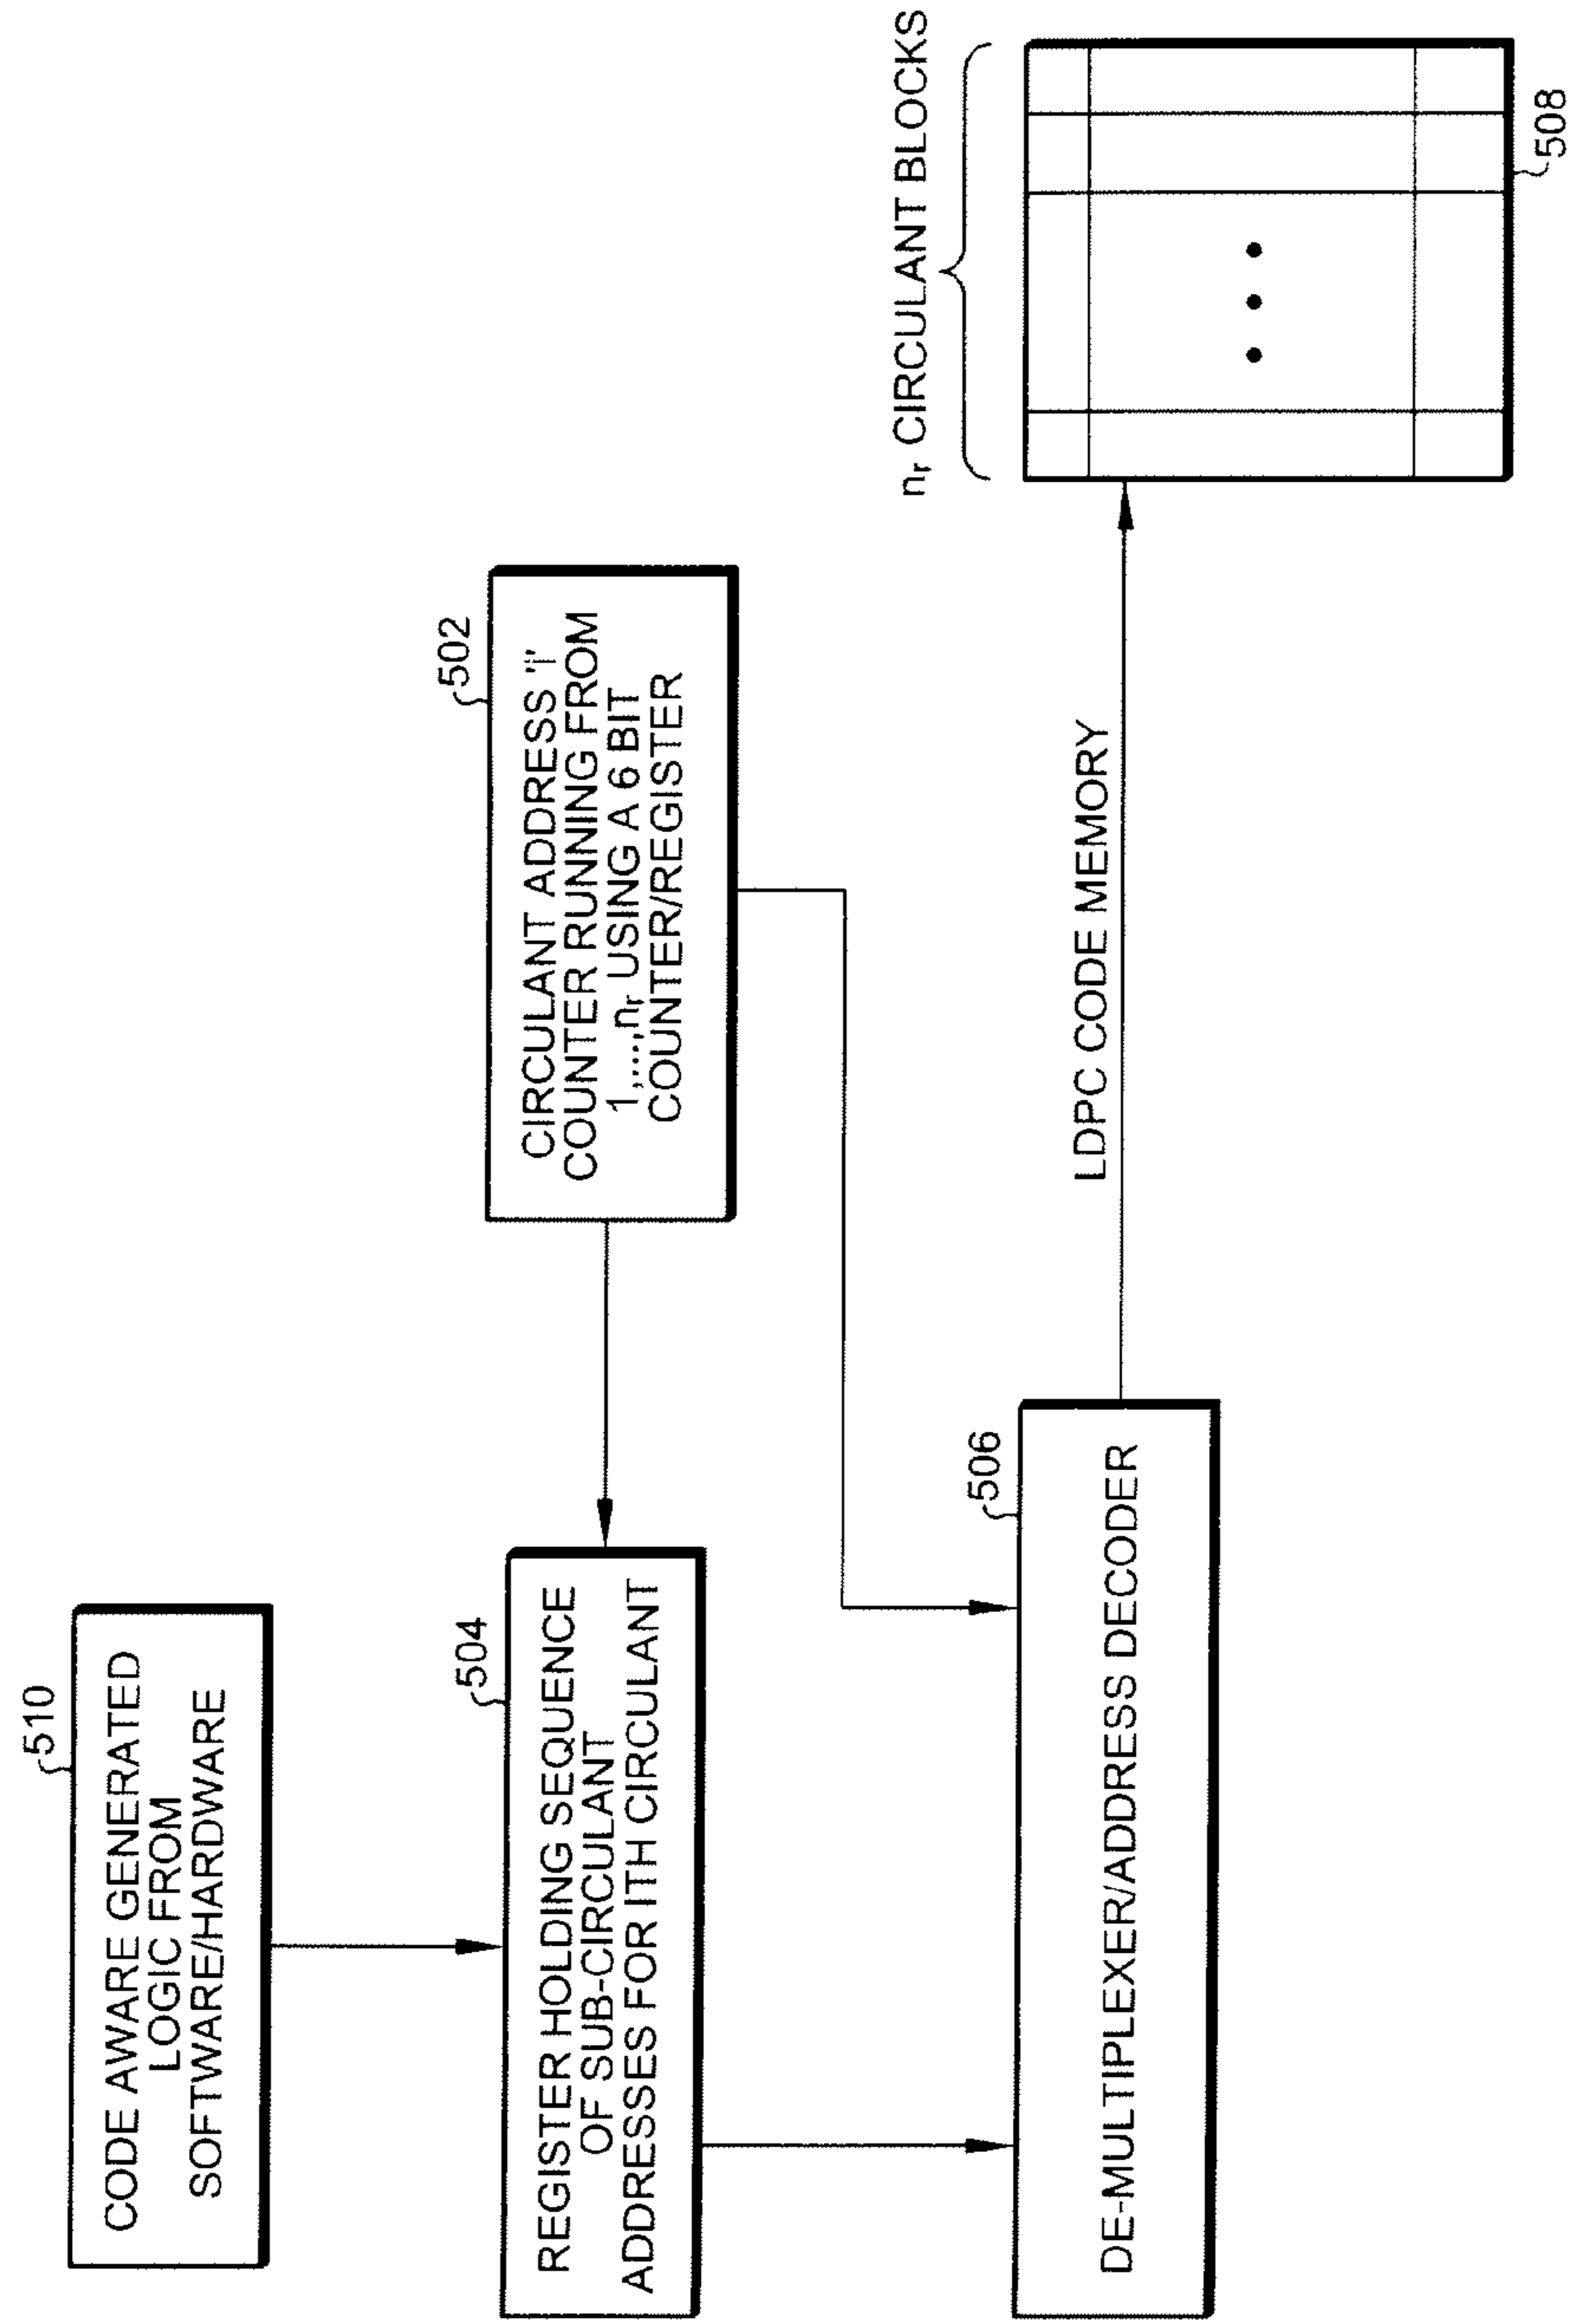 510
CODE AWARE GENERATED
LOGIC FROM
SOFTWARE/HARDWARE
504
REGISTER HOLDING SEQUENCE
OF SUB-CIRCULANT
ADDRESSES FOR ITH CIRCULANT
502
CIRCULANT ADDRESS 'i'
COUNTER RUNNING FROM
1,...,nᵣ USING A 6 BIT
COUNTER/REGISTER
506
DE-MULTIPLEXER/ADDRESS DECODER
LDPC CODE MEMORY
nᵣ CIRCULANT BLOCKS
508